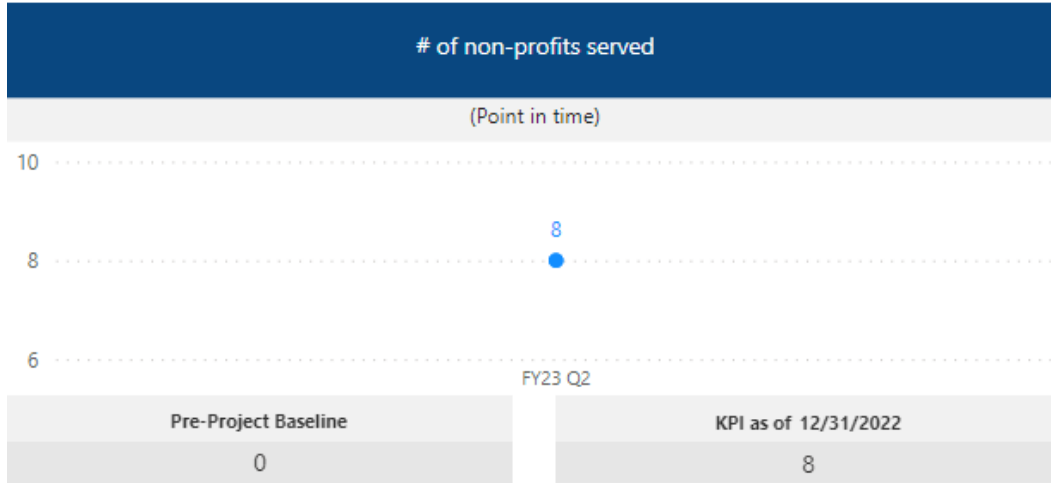 # of non-profits served
(Point in time)
10
8
8
6
FY23 Q2
Pre-Project Baseline
KPI as of 12/31/2022
0
8